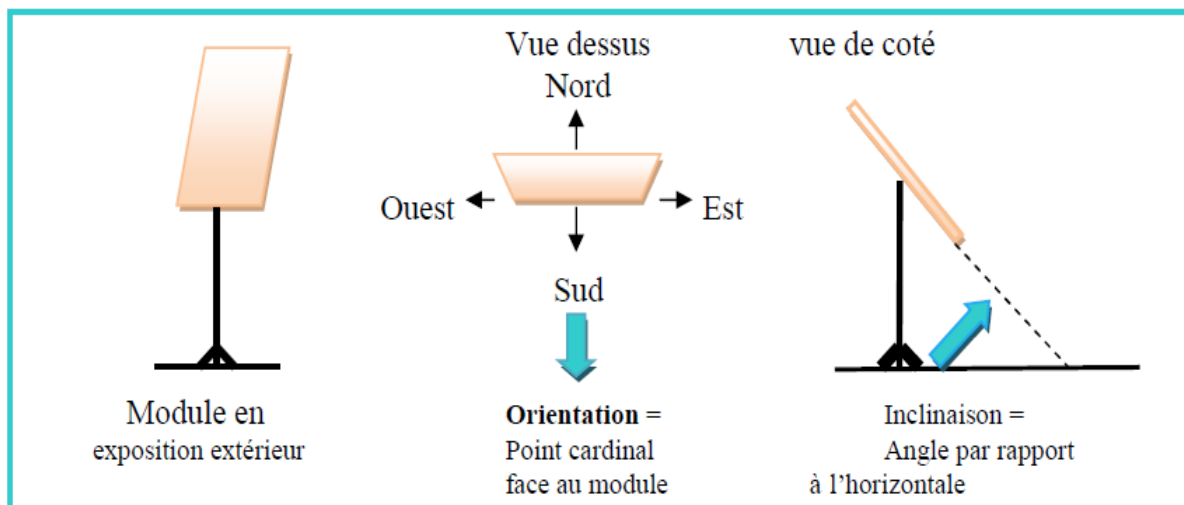 Vue dessus
vue de coté
Nord
Ouest
Est
Sud
Module en
exposition extérieur
Orientation =
Point cardinal
face au module
Inclinaison =
Angle par rapport
à l’horizontale